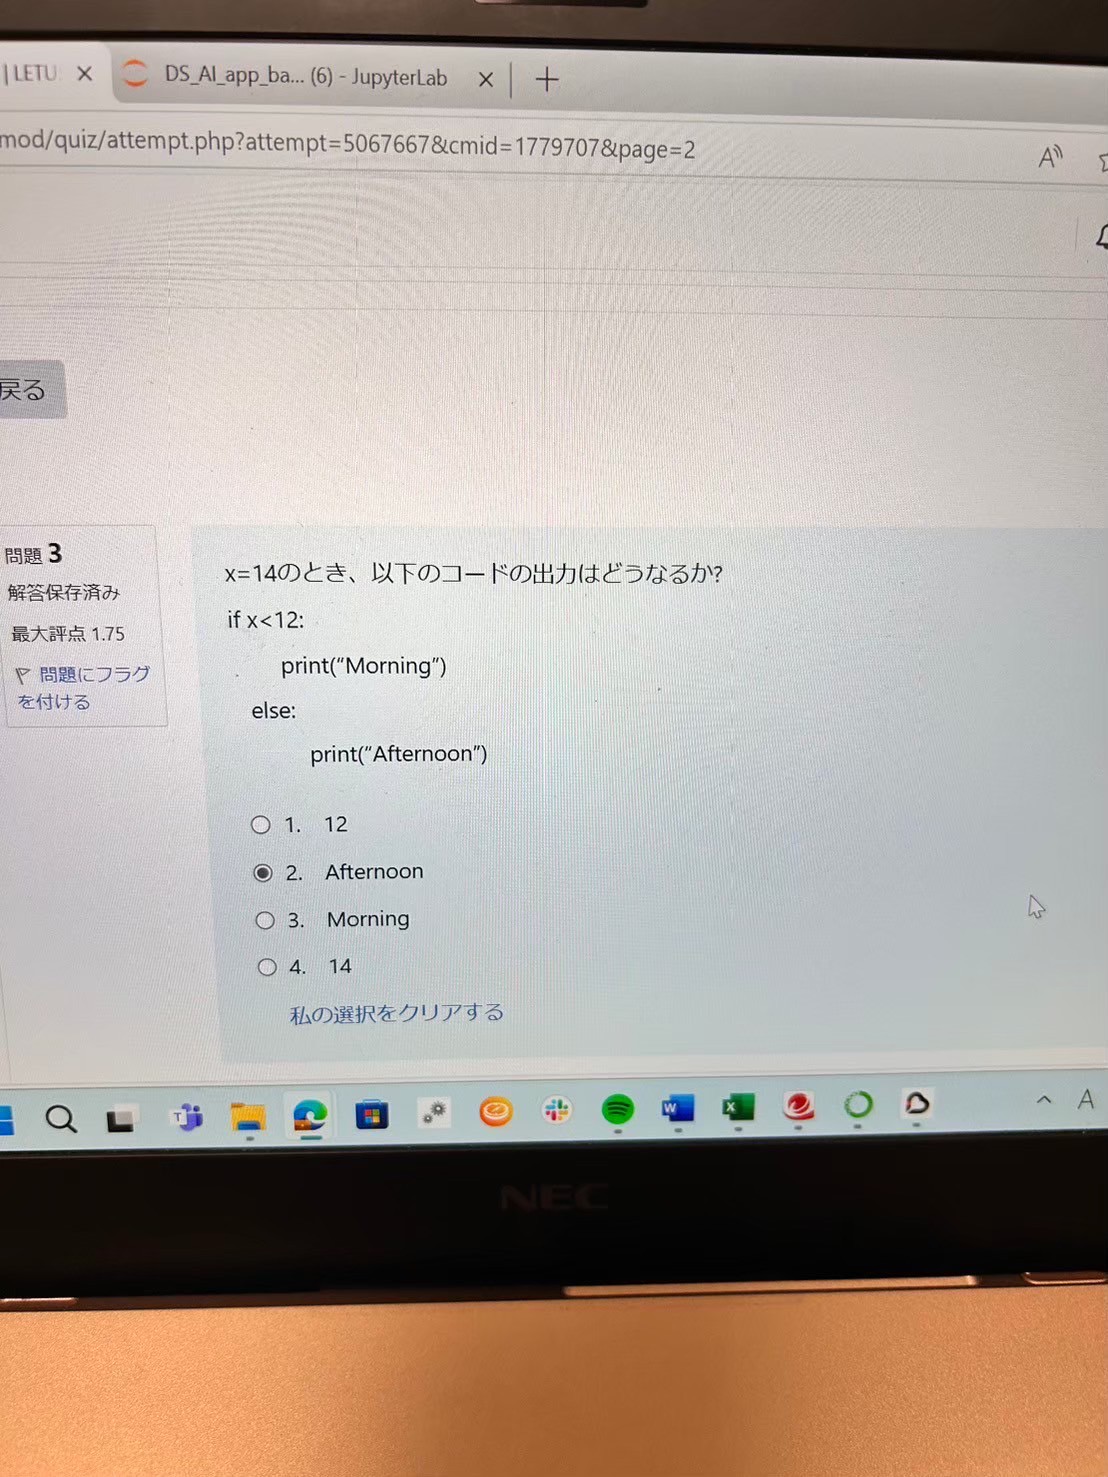 | LETU
DS_AI_app_ba... (6) - JupyterLab
mod/quiz/attempt.php?attempt=5067667&cmid=1779707&page=2
戻る
問題 3
解答保存済み
最大評点 1.75
問題にフラグ
を付ける
x=14のとき、以下のコードの出力はどうなるか?
if x<12:
print(“Morning”)
else:
print(“Afternoon”)
1. 12
2. Afternoon
3. Morning
4. 14
私の選択をクリアする
A
NEC